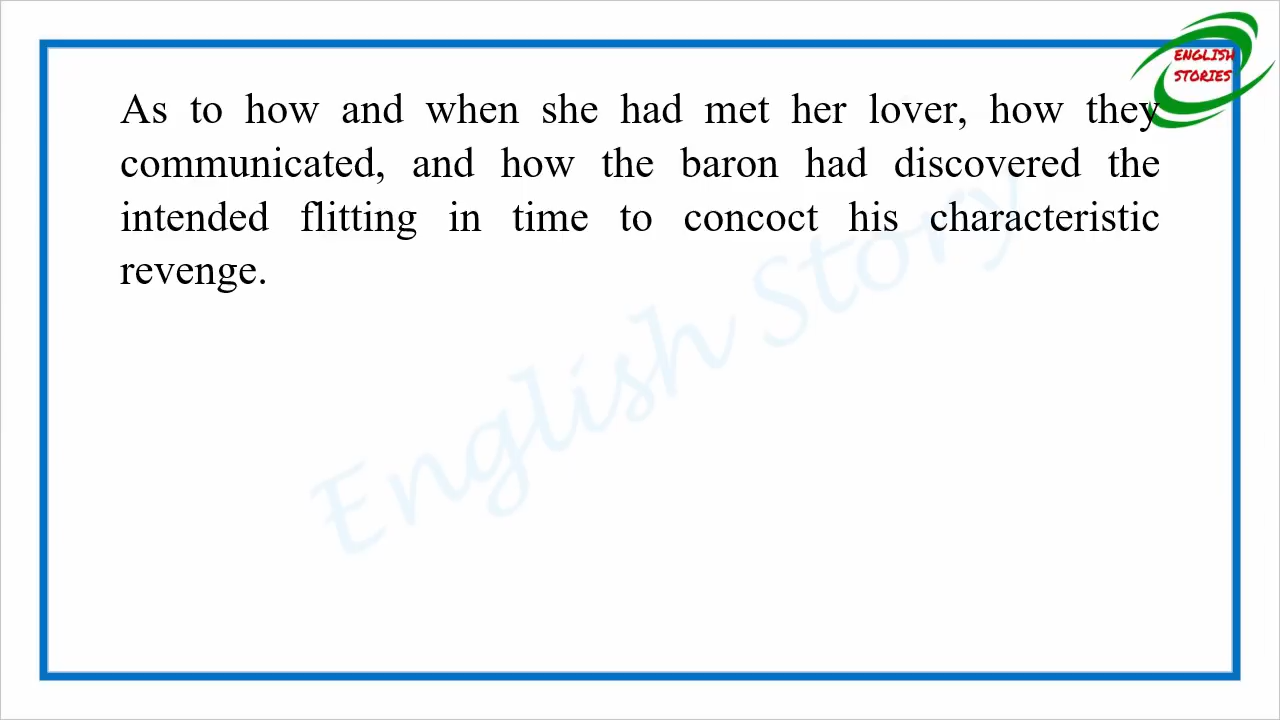 ENGLISH
STORIES
As to how and when she had met her lover, how they
communicated, and how the baron had discovered the
intended flitting in time to concoct his characteristic
revenge.
English Story